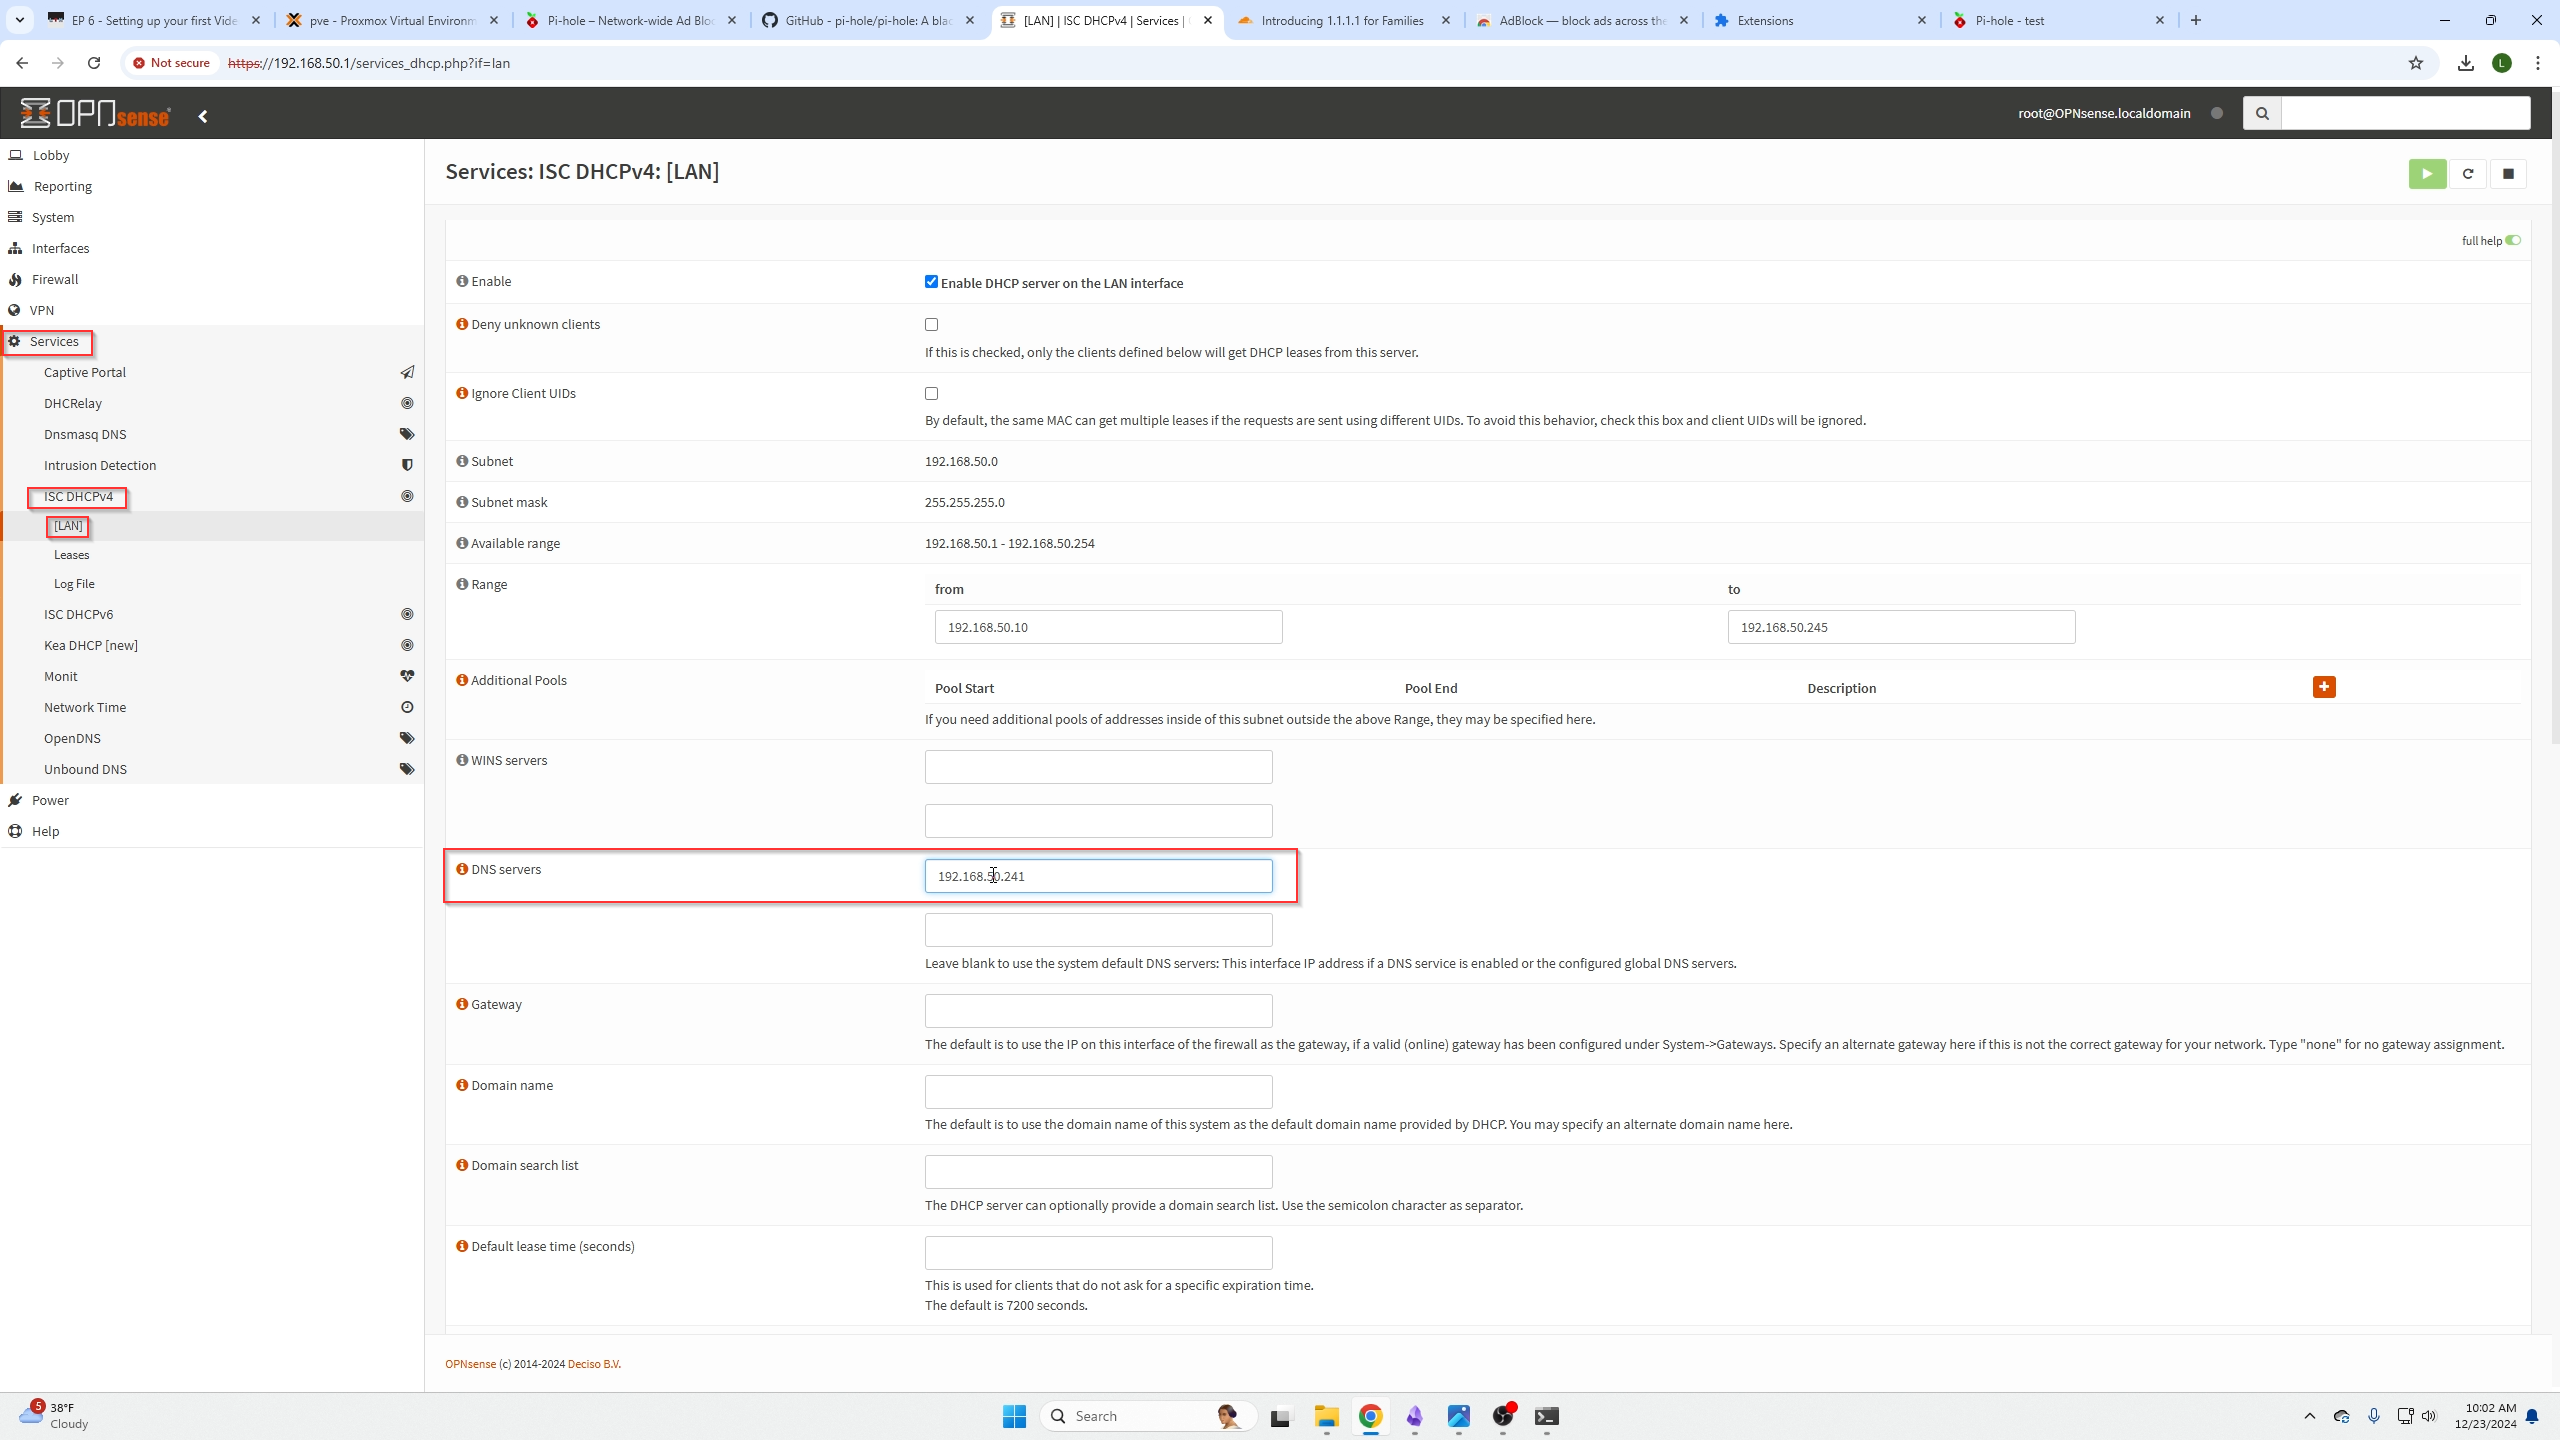 EP 6 - Setting up your first Vide
pve - Proxmox Virtual Environm
Pi-hole – Network-wide Ad Blo
GitHub - pi-hole/pi-hole: A blac
[LAN] | ISC DHCPv4 | Services |
Introducing 1.1.1.1 for Families
AdBlock — block ads across the
Extensions
Pi-hole - test
Not secure
https://192.168.50.1/services_dhcp.php?if=lan
L
OPNsense
root@OPNsense.localdomain
Lobby
Reporting
System
Interfaces
Firewall
VPN
Services
Captive Portal
DHCRelay
Dnsmasq DNS
Intrusion Detection
ISC DHCPv4
[LAN]
Leases
Log File
ISC DHCPv6
Kea DHCP [new]
Monit
Network Time
OpenDNS
Unbound DNS
Power
Help
Services: ISC DHCPv4: [LAN]
full help
Enable
Enable DHCP server on the LAN interface
Deny unknown clients
If this is checked, only the clients defined below will get DHCP leases from this server.
Ignore Client UIDs
By default, the same MAC can get multiple leases if the requests are sent using different UIDs. To avoid this behavior, check this box and client UIDs will be ignored.
Subnet
192.168.50.0
Subnet mask
255.255.255.0
Available range
192.168.50.1 - 192.168.50.254
Range
from
to
192.168.50.10
192.168.50.245
Additional Pools
Pool Start
Pool End
Description
If you need additional pools of addresses inside of this subnet outside the above Range, they may be specified here.
WINS servers
DNS servers
192.168.50.241
Leave blank to use the system default DNS servers: This interface IP address if a DNS service is enabled or the configured global DNS servers.
Gateway
The default is to use the IP on this interface of the firewall as the gateway, if a valid (online) gateway has been configured under System->Gateways. Specify an alternate gateway here if this is not the correct gateway for your network. Type "none" for no gateway assignment.
Domain name
The default is to use the domain name of this system as the default domain name provided by DHCP. You may specify an alternate domain name here.
Domain search list
The DHCP server can optionally provide a domain search list. Use the semicolon character as separator.
Default lease time (seconds)
This is used for clients that do not ask for a specific expiration time.
The default is 7200 seconds.
OPNsense (c) 2014-2024 Deciso B.V.
5
38°F
Cloudy
Search
10:02 AM
12/23/2024